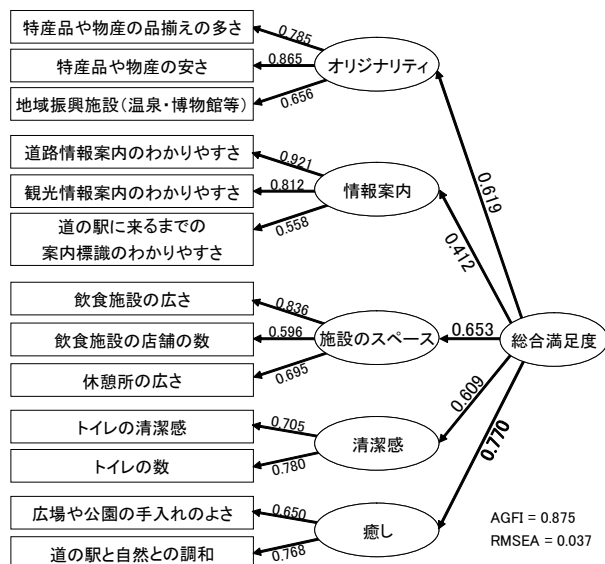 特産品や物産の品揃えの多さ
0.785
特産品や物産の安さ
0.865
オリジナリティ
地域振興施設(温泉・博物館等)
0.656
0.619
道路情報案内のわかりやすさ
0.921
観光情報案内のわかりやすさ
0.812
情報案内
道の駅に来るまでの
案内標識のわかりやすさ
0.558
0.412
飲食施設の広さ
0.836
飲食施設の店舗の数
0.596
施設のスペース
0.653
総合満足度
休憩所の広さ
0.695
0.609
トイレの清潔感
0.705
清潔感
トイレの数
0.780
0.770
広場や公園の手入れのよさ
0.650
癒し
道の駅と自然との調和
0.768
AGFI = 0.875
RMSEA = 0.037